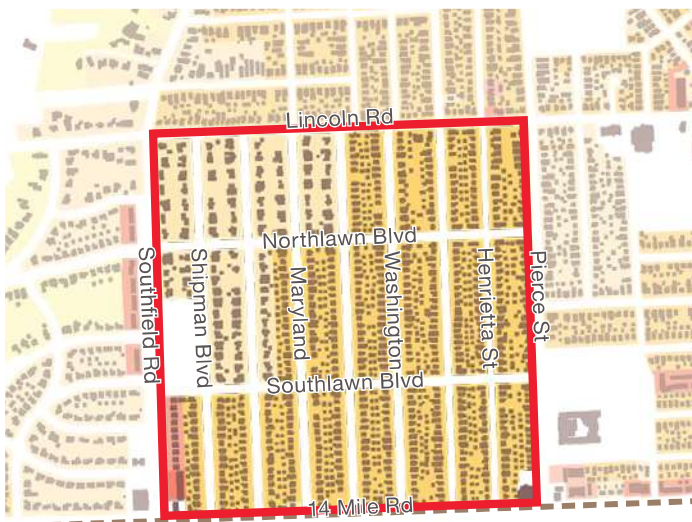 Lincoln Rd
Northlawn Blvd
Southfield Rd
Shipman Blvd
Maryland
Washington
Henrietta St
Pierce St
Southlawn Blvd
14 Mile Rd